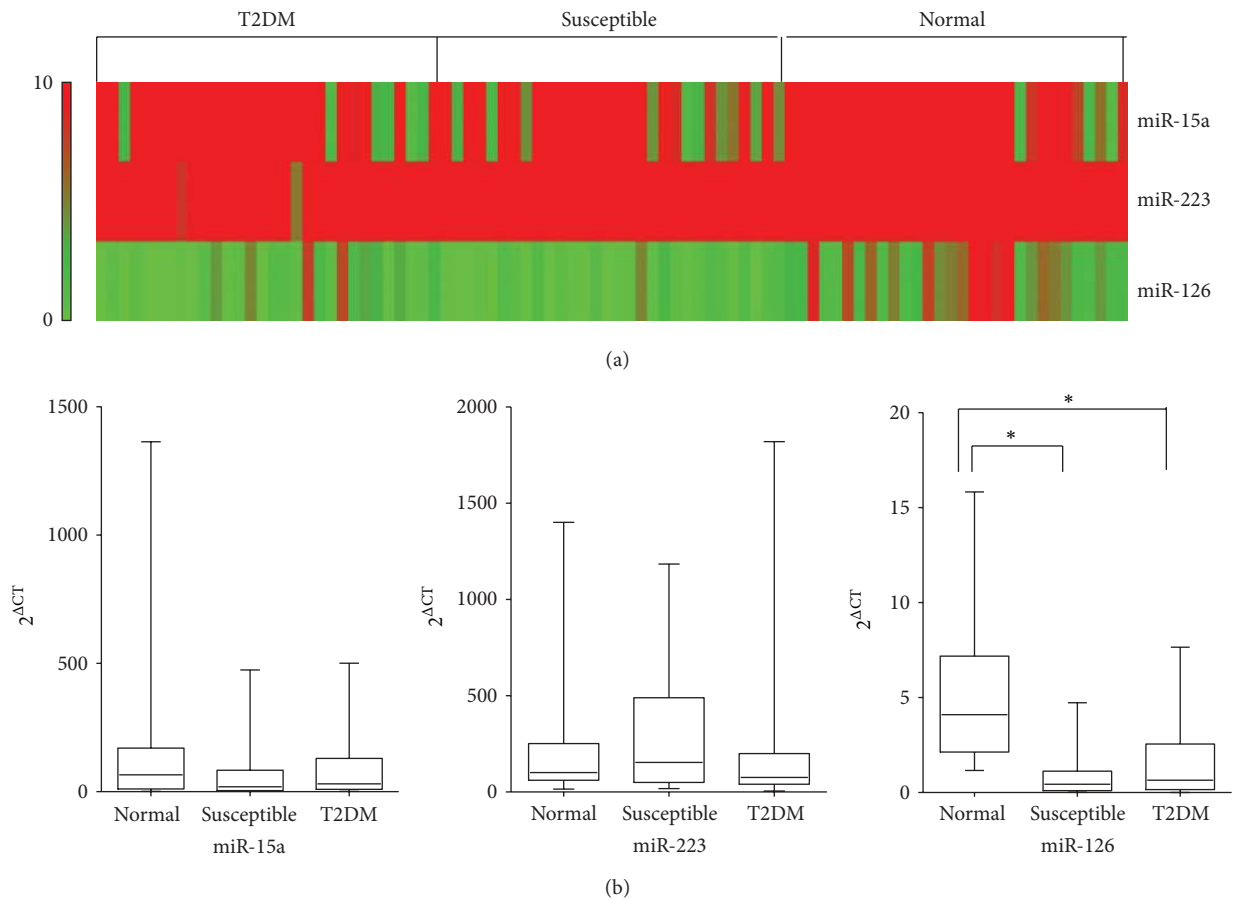 T2DM Susceptible Normal
10
miR-15a
miR-223
miR-126
0
(a)
1500
1000
500
0
2^ΔCT
Normal Susceptible T2DM
miR-15a
2000
1500
1000
500
0
2^ΔCT
Normal Susceptible T2DM
miR-223
20
15
10
5
0
2^ΔCT
*
*
Normal Susceptible T2DM
miR-126
(b)